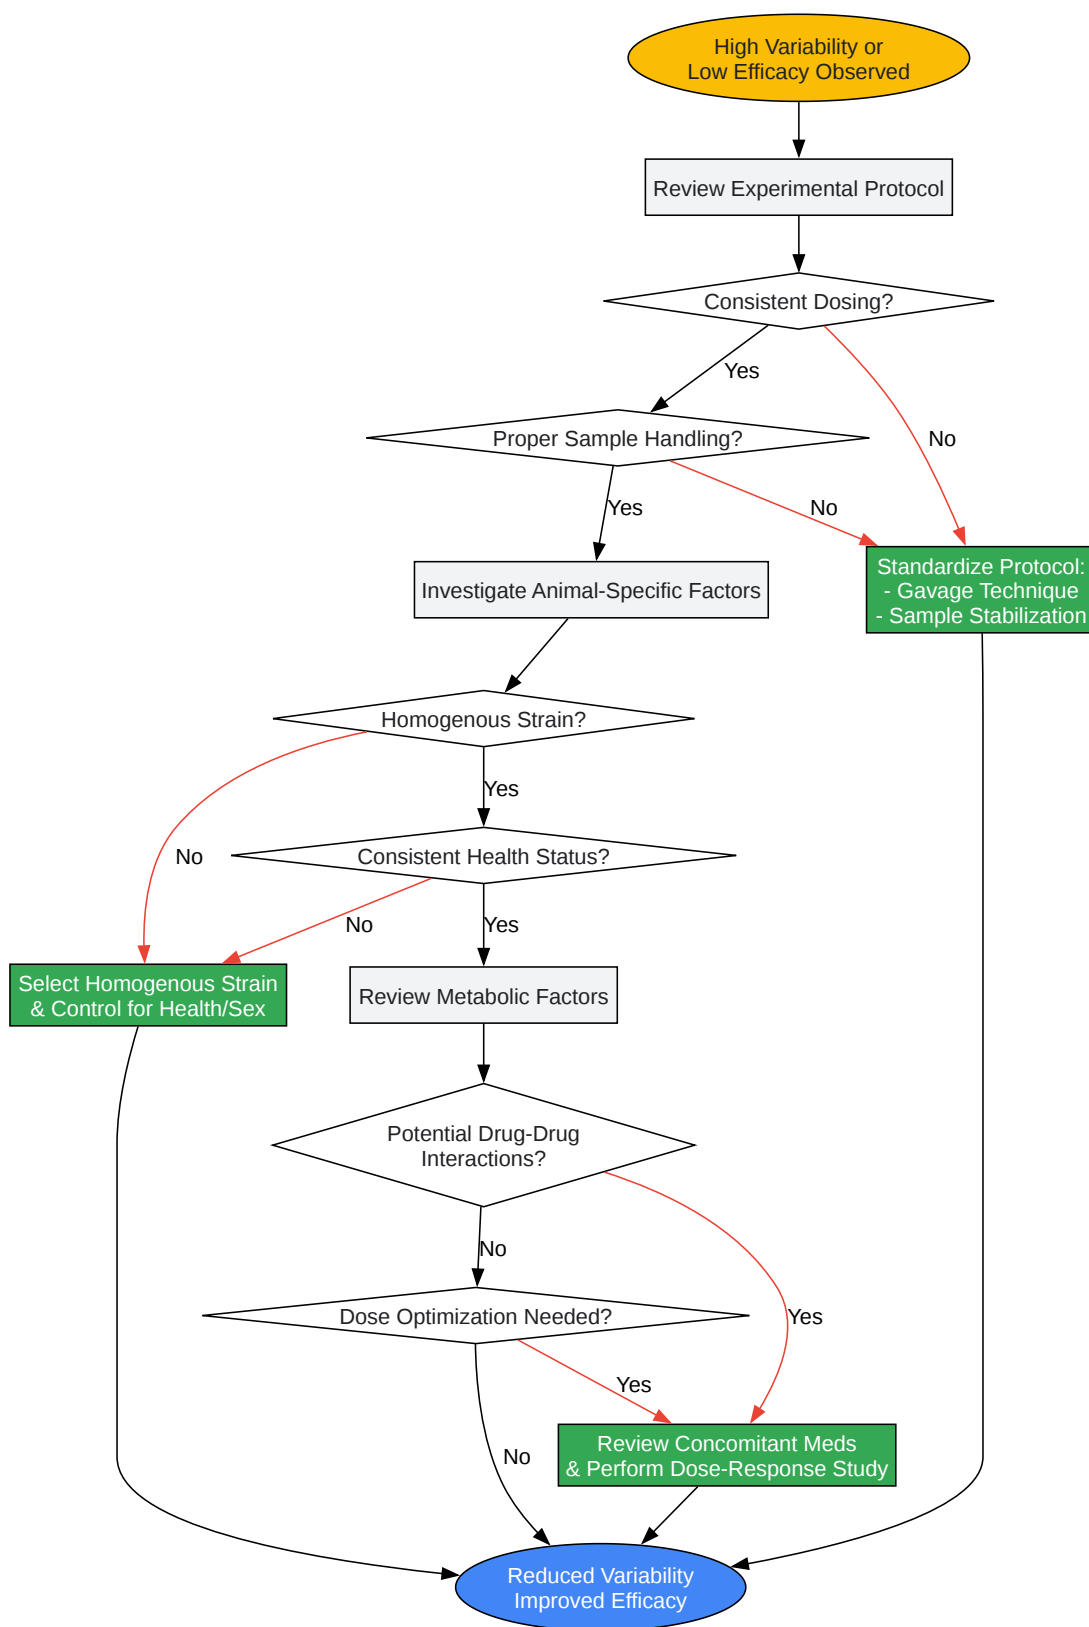 High Variability or
Low Efficacy Observed
Review Experimental Protocol
Consistent Dosing?
Yes
No
Proper Sample Handling?
Yes
No
Standardize Protocol:
- Gavage Technique
- Sample Stabilization
Investigate Animal-Specific Factors
Homogenous Strain?
Yes
No
Consistent Health Status?
No
Yes
Select Homogenous Strain
& Control for Health/Sex
Review Metabolic Factors
Potential Drug-Drug
Interactions?
No
Yes
Dose Optimization Needed?
Yes
No
Review Concomitant Meds
& Perform Dose-Response Study
Reduced Variability
Improved Efficacy